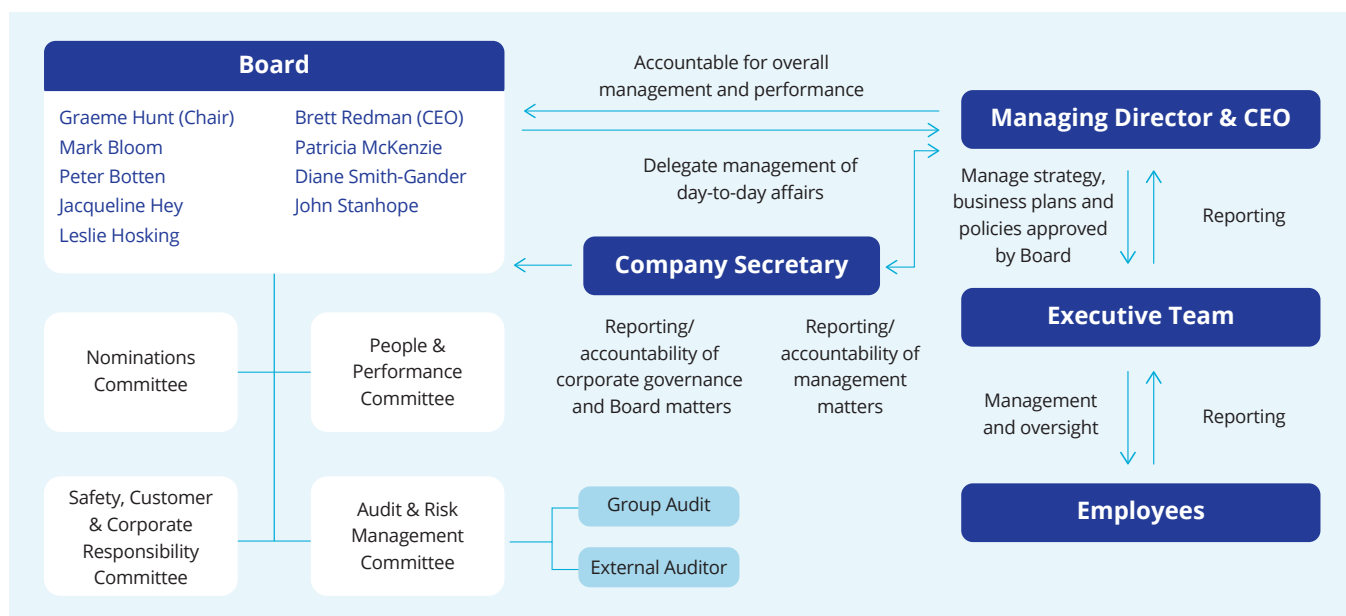 Board
Graeme Hunt (Chair)
Mark Bloom
Peter Botten
Jacqueline Hey
Leslie Hosking
Brett Redman (CEO)
Patricia McKenzie
Diane Smith-Gander
John Stanhope
Accountable for overall
management and performance
Delegate management of
day-to-day affairs
Managing Director & CEO
Manage strategy,
business plans and
policies approved
by Board
Reporting
Company Secretary
Reporting/
accountability of
corporate governance
and Board matters
Reporting/
accountability of
management
matters
Executive Team
Management
and oversight
Reporting
Employees
Nominations
Committee
People &
Performance
Committee
Safety, Customer
& Corporate
Responsibility
Committee
Audit & Risk
Management
Committee
Group Audit
External Auditor